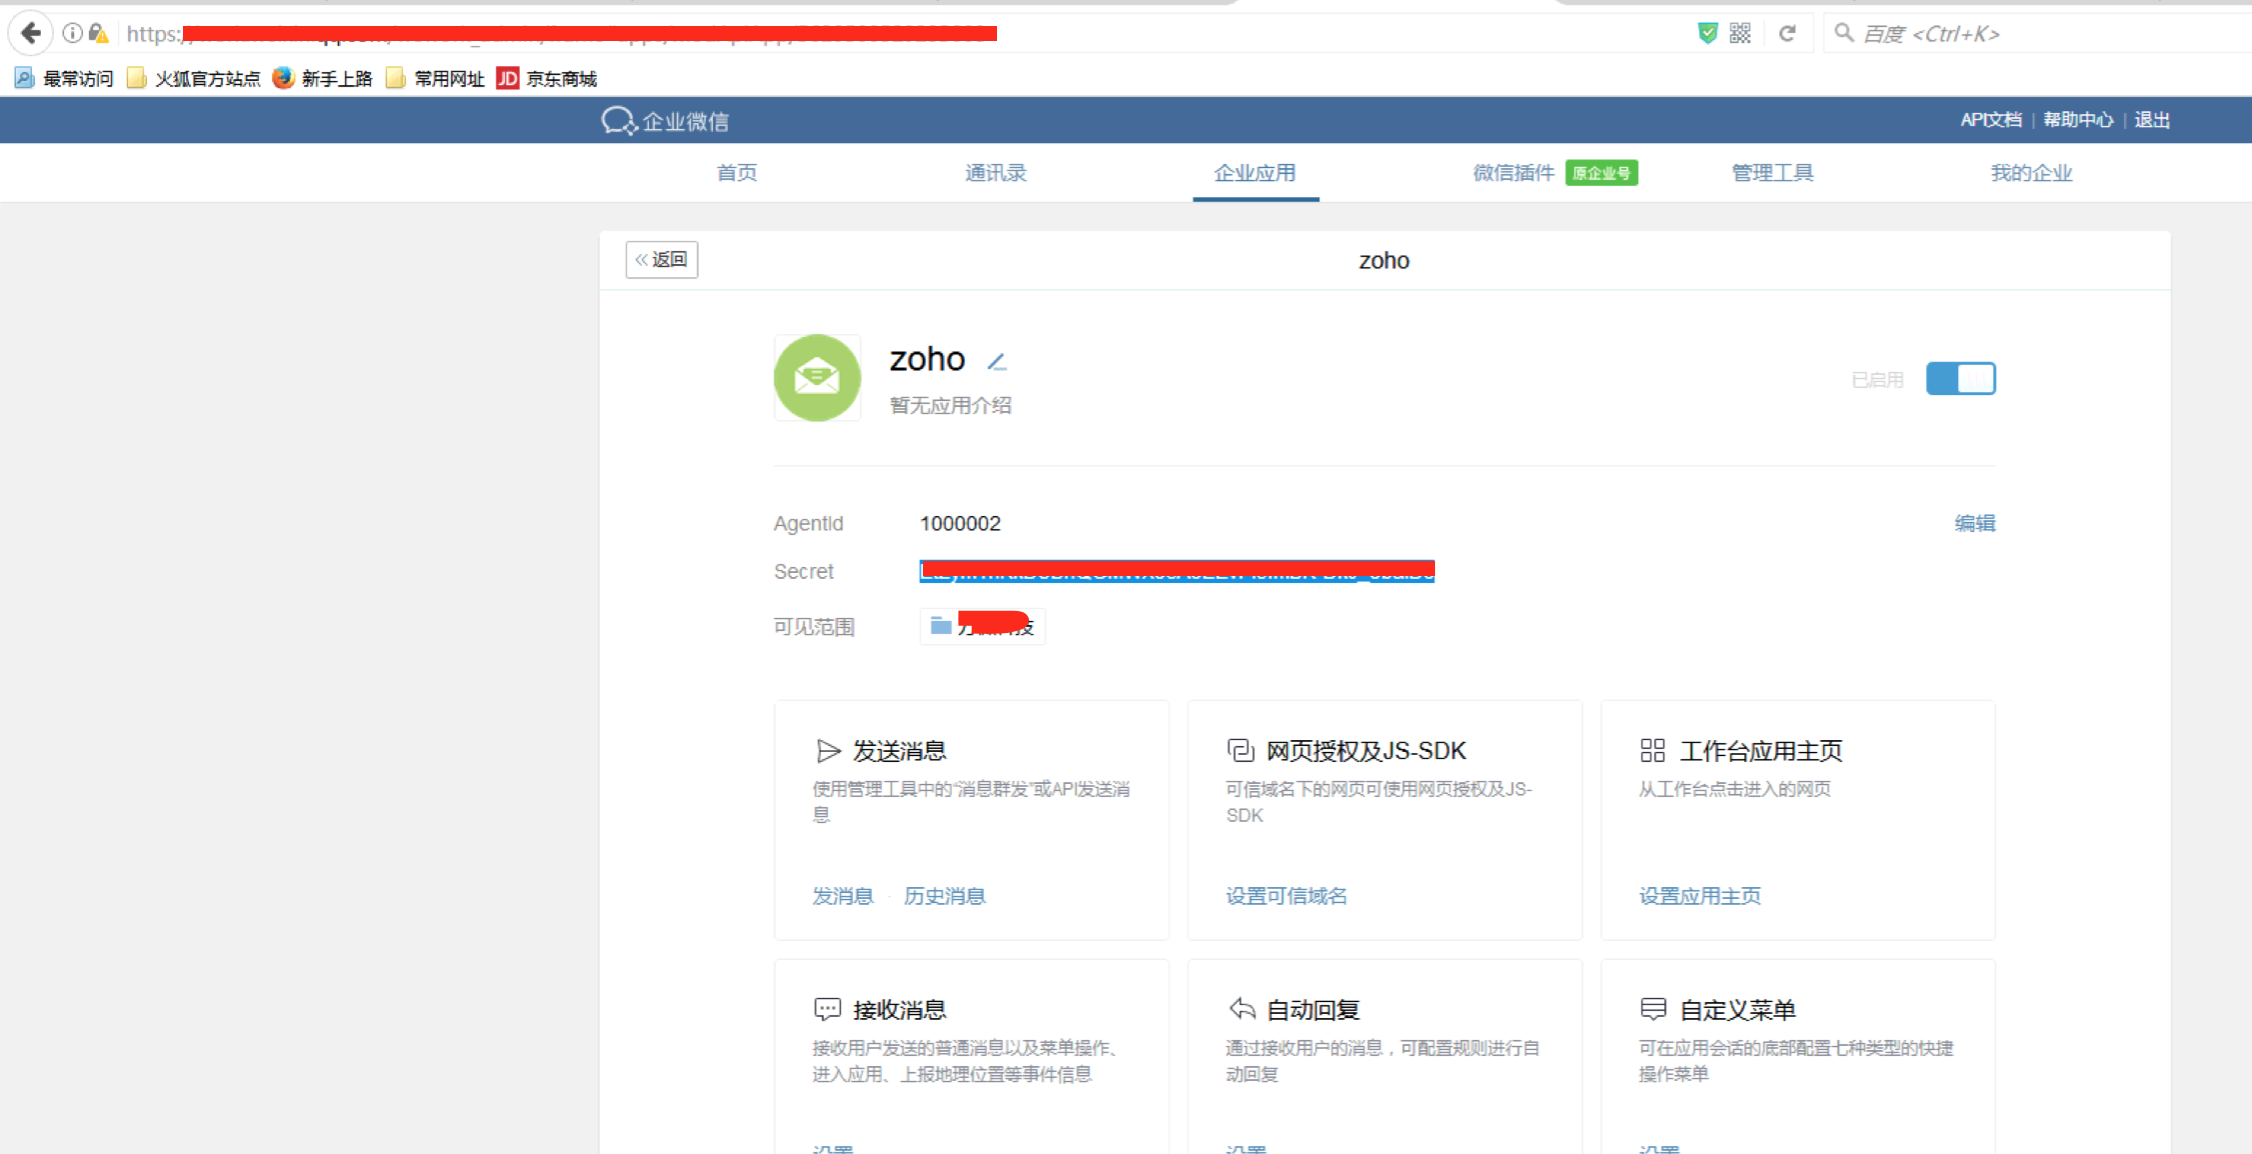 https:
百度 <Ctrl+K>
最常访问 火狐官方站点 新手上路 常用网址 JD 京东商城
企业微信
API文档 | 帮助中心 | 退出
首页 通讯录 企业应用 微信插件 原企业号 管理工具 我的企业
«返回
zoho
zoho
暂无应用介绍
已启用
AgentId 1000002 编辑
Secret
可见范围
发送消息
使用管理工具中的“消息群发”或API发送消
息
发消息 · 历史消息
网页授权及JS-SDK
可信域名下的网页可使用网页授权及JS-
SDK
设置可信域名
工作台应用主页
从工作台点击进入的网页
设置应用主页
接收消息
接收用户发送的普通消息以及菜单操作、
进入应用、上报地理位置等事件信息
设置
自动回复
通过接收用户的消息，可配置规则进行自
动回复
设置
自定义菜单
可在应用会话的底部配置七种类型的快捷
操作菜单
设置